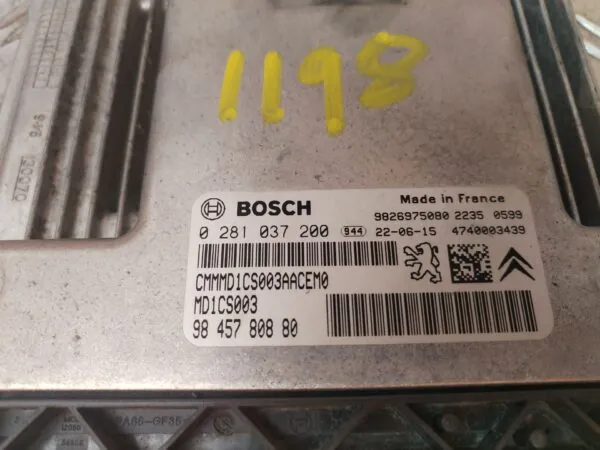 1198
BOSCH
Made in France
9826975080 2235 0599
0 281 037 200 944 22-06-15 4740003439
CMMMD1CS003AACEM0
MD1CS003
98 457 808 80